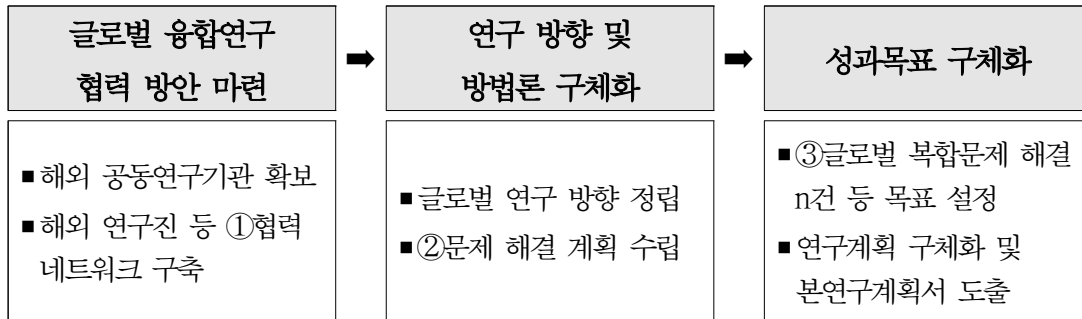 글로벌 융합연구
협력 방안 마련
➡
연구 방향 및
방법론 구체화
➡
성과목표 구체화
▪해외 공동연구기관 확보
▪해외 연구진 등 ①협력
네트워크 구축
▪글로벌 연구 방향 정립
▪②문제 해결 계획 수립
▪③글로벌 복합문제 해결
n건 등 목표 설정
▪연구계획 구체화 및
본연구계획서 도출